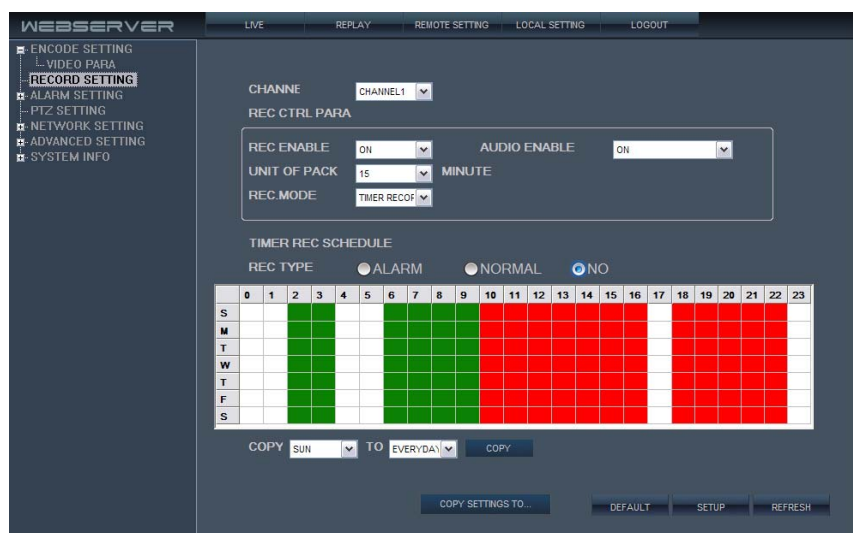 WEBSERVER
LIVE REPLAY REMOTE SETTING LOCAL SETTING LOGOUT
ENCODE SETTING
VIDEO PARA
RECORD SETTING
ALARM SETTING
PTZ SETTING
NETWORK SETTING
ADVANCED SETTING
SYSTEM INFO
CHANNE CHANNEL1
REC CTRL PARA
REC ENABLE ON AUDIO ENABLE ON
UNIT OF PACK 15 MINUTE
REC.MODE TIMER RECOF
TIMER REC SCHEDULE
REC TYPE ALARM NORMAL NO
0 1 2 3 4 5 6 7 8 9 10 11 12 13 14 15 16 17 18 19 20 21 22 23
S
M
T
W
T
F
S
COPY SUN TO EVERYDAY COPY
COPY SETTINGS TO... DEFAULT SETUP REFRESH